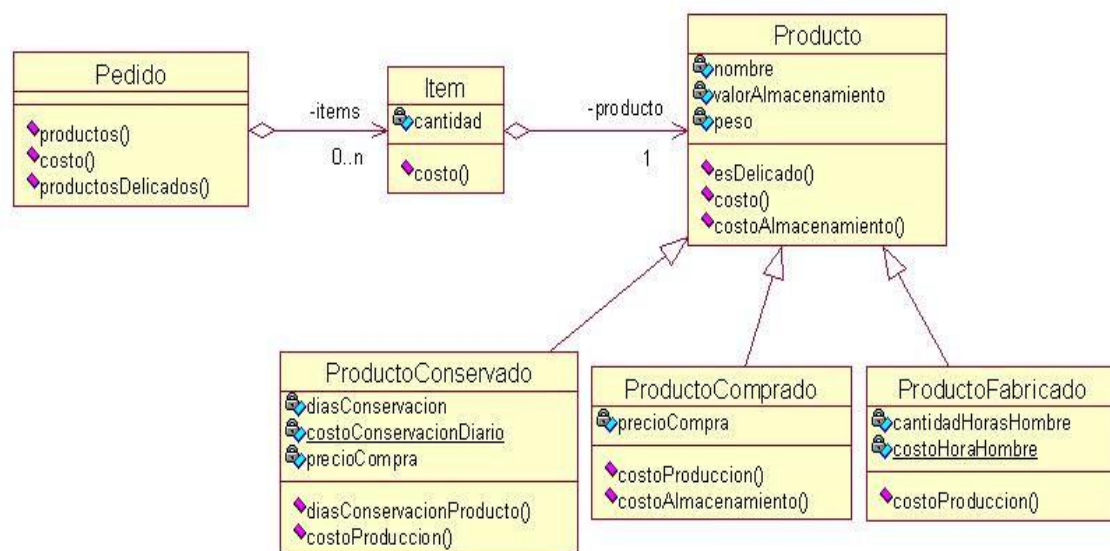 Pedido
productos()
costo()
productosDelicados()
-items
0..n
Item
cantidad
costo()
-producto
1
Producto
nombre
valorAlmacenamiento
peso
esDelicado()
costo()
costoAlmacenamiento()
ProductoConservado
diasConservacion
costoConservacionDiario
precioCompra
diasConservacionProducto()
costoProduccion()
ProductoComprado
precioCompra
costoProduccion()
costoAlmacenamiento()
ProductoFabricado
cantidadHorasHombre
costoHoraHombre
costoProduccion()